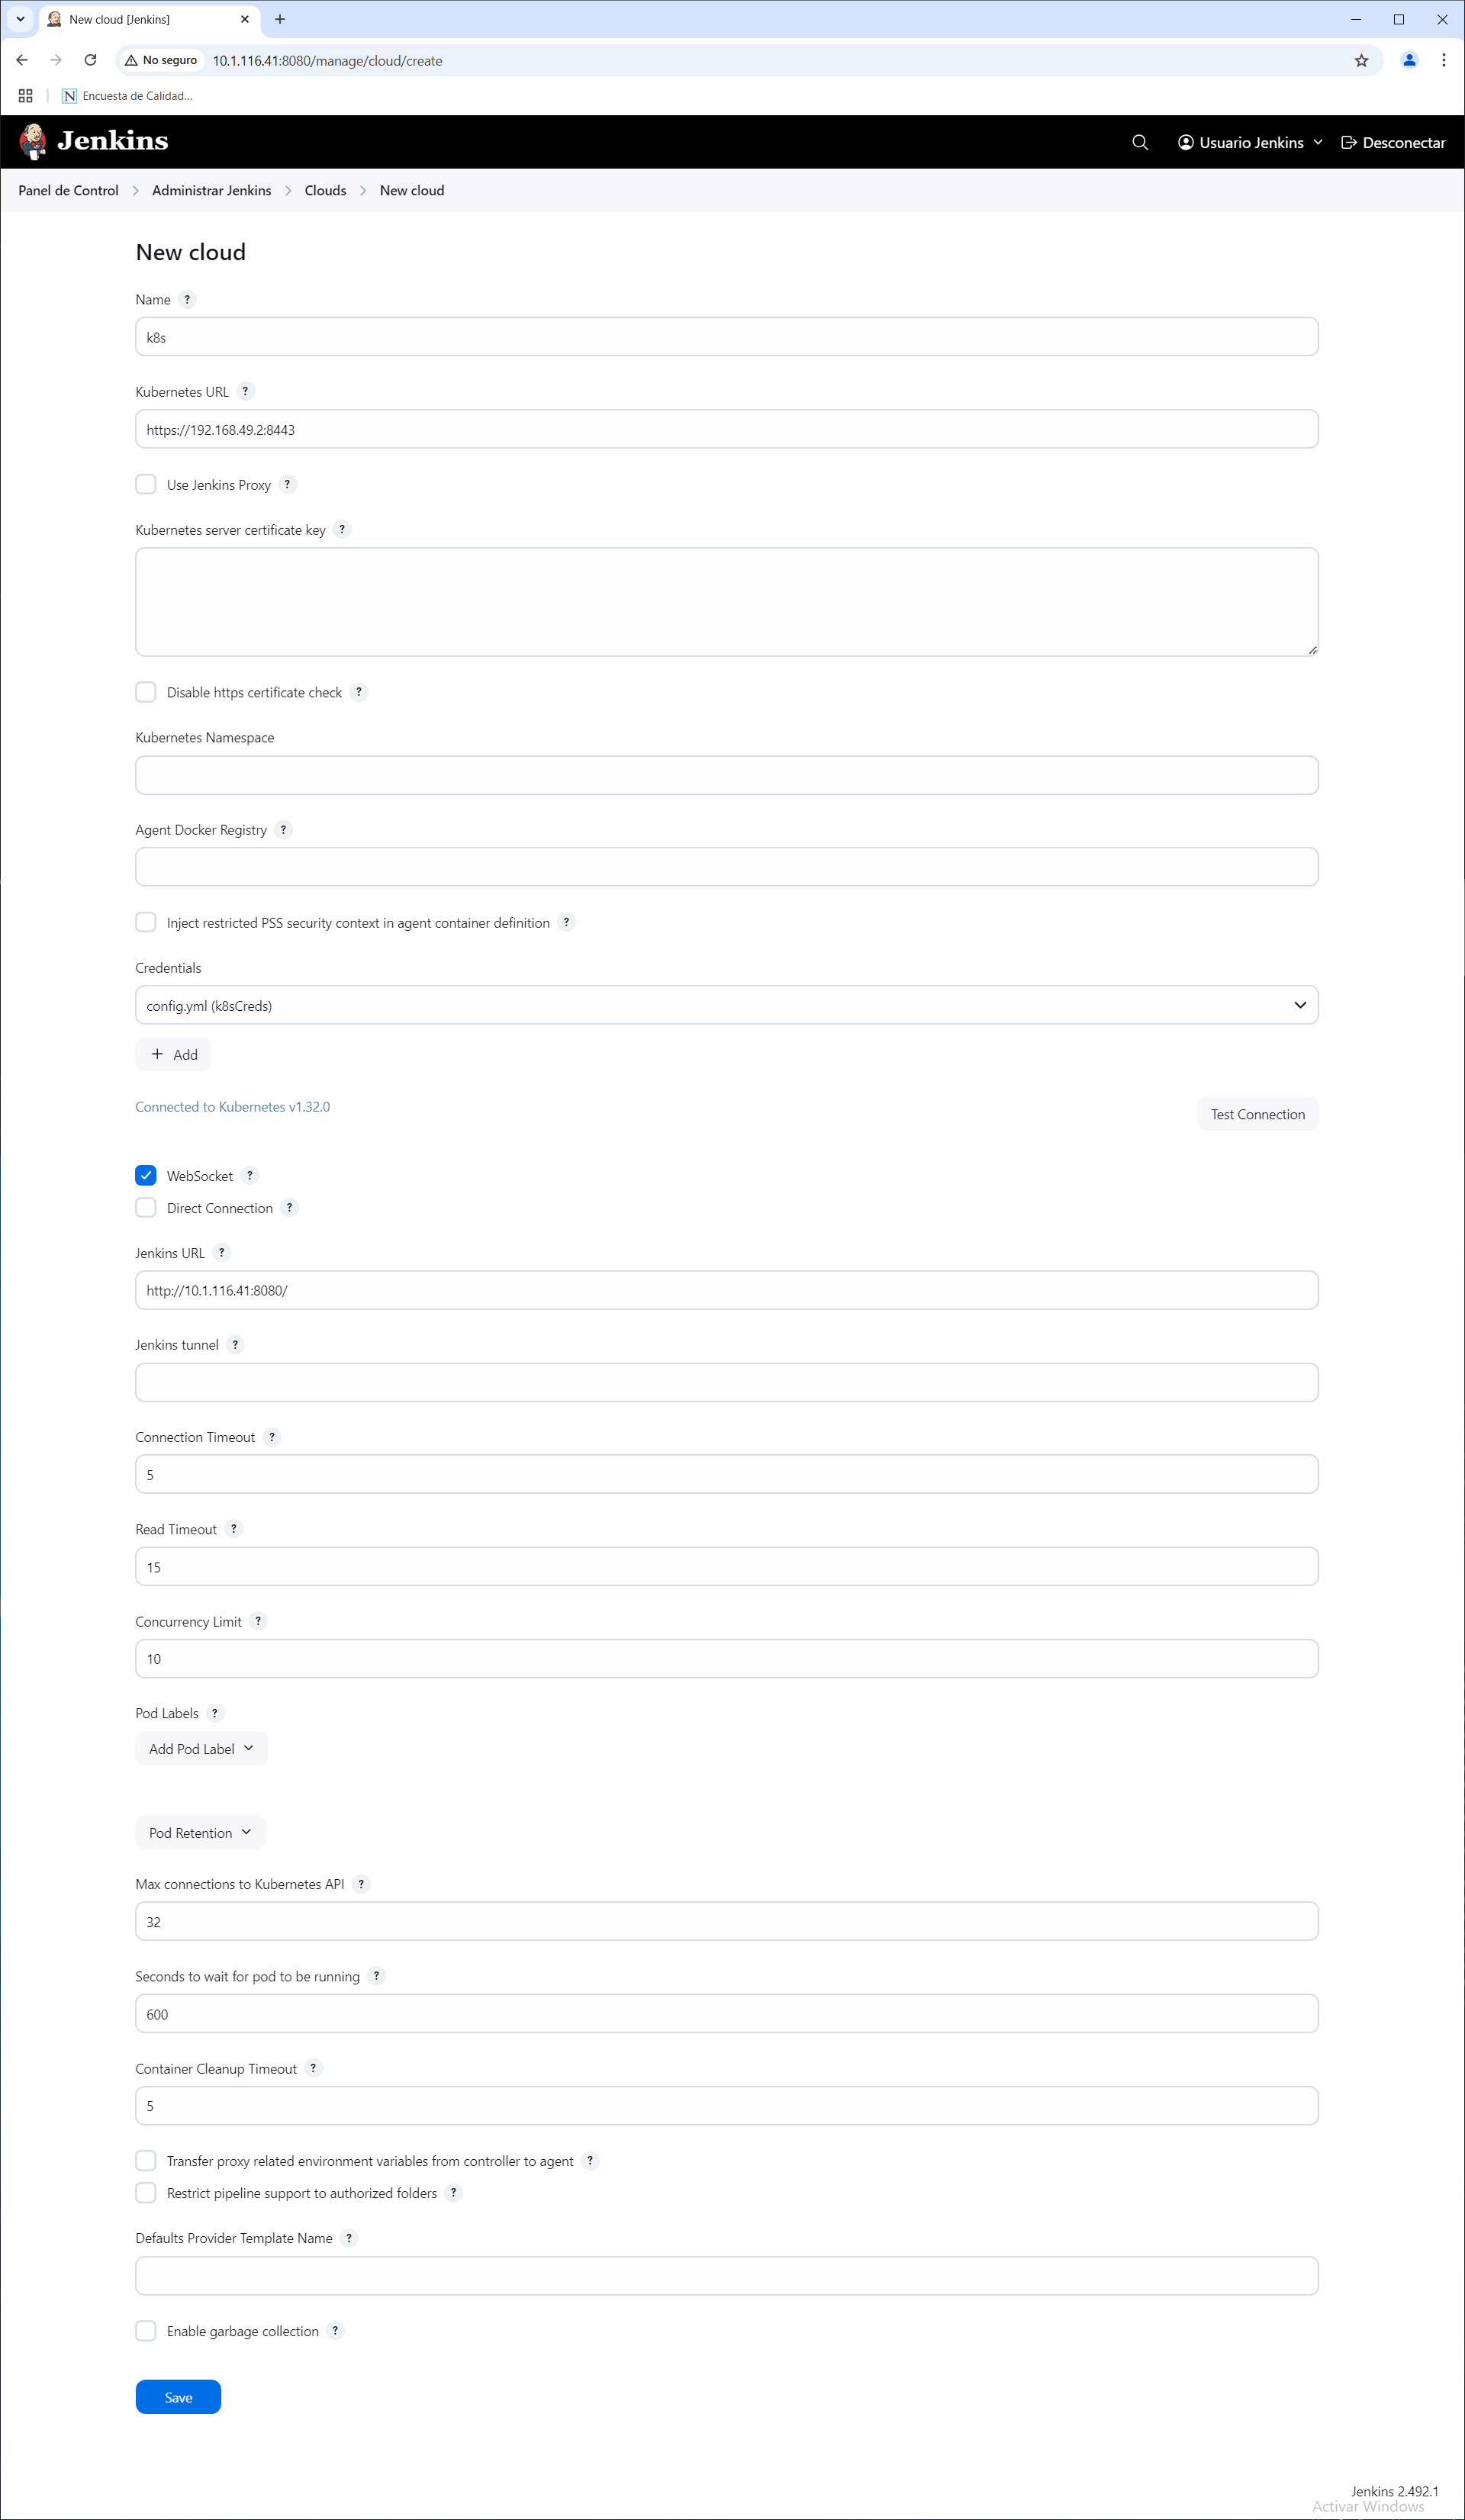 New cloud [Jenkins]
No seguro
10.1.116.41:8080/manage/cloud/create
Encuesta de Calidad...
Jenkins
Usuario Jenkins
Desconectar
Panel de Control
Administrar Jenkins
Clouds
New cloud
New cloud
Name ?
k8s
Kubernetes URL ?
https://192.168.49.2:8443
Use Jenkins Proxy ?
Kubernetes server certificate key ?
Disable https certificate check ?
Kubernetes Namespace
Agent Docker Registry ?
Inject restricted PSS security context in agent container definition ?
Credentials
config.yml (k8sCreds)
+ Add
Connected to Kubernetes v1.32.0
Test Connection
WebSocket ?
Direct Connection ?
Jenkins URL ?
http://10.1.116.41:8080/
Jenkins tunnel ?
Connection Timeout ?
5
Read Timeout ?
15
Concurrency Limit ?
10
Pod Labels ?
Add Pod Label
Pod Retention
Max connections to Kubernetes API ?
32
Seconds to wait for pod to be running ?
600
Container Cleanup Timeout ?
5
Transfer proxy related environment variables from controller to agent ?
Restrict pipeline support to authorized folders ?
Defaults Provider Template Name ?
Enable garbage collection ?
Save
Jenkins 2.492.1
Activar Windows